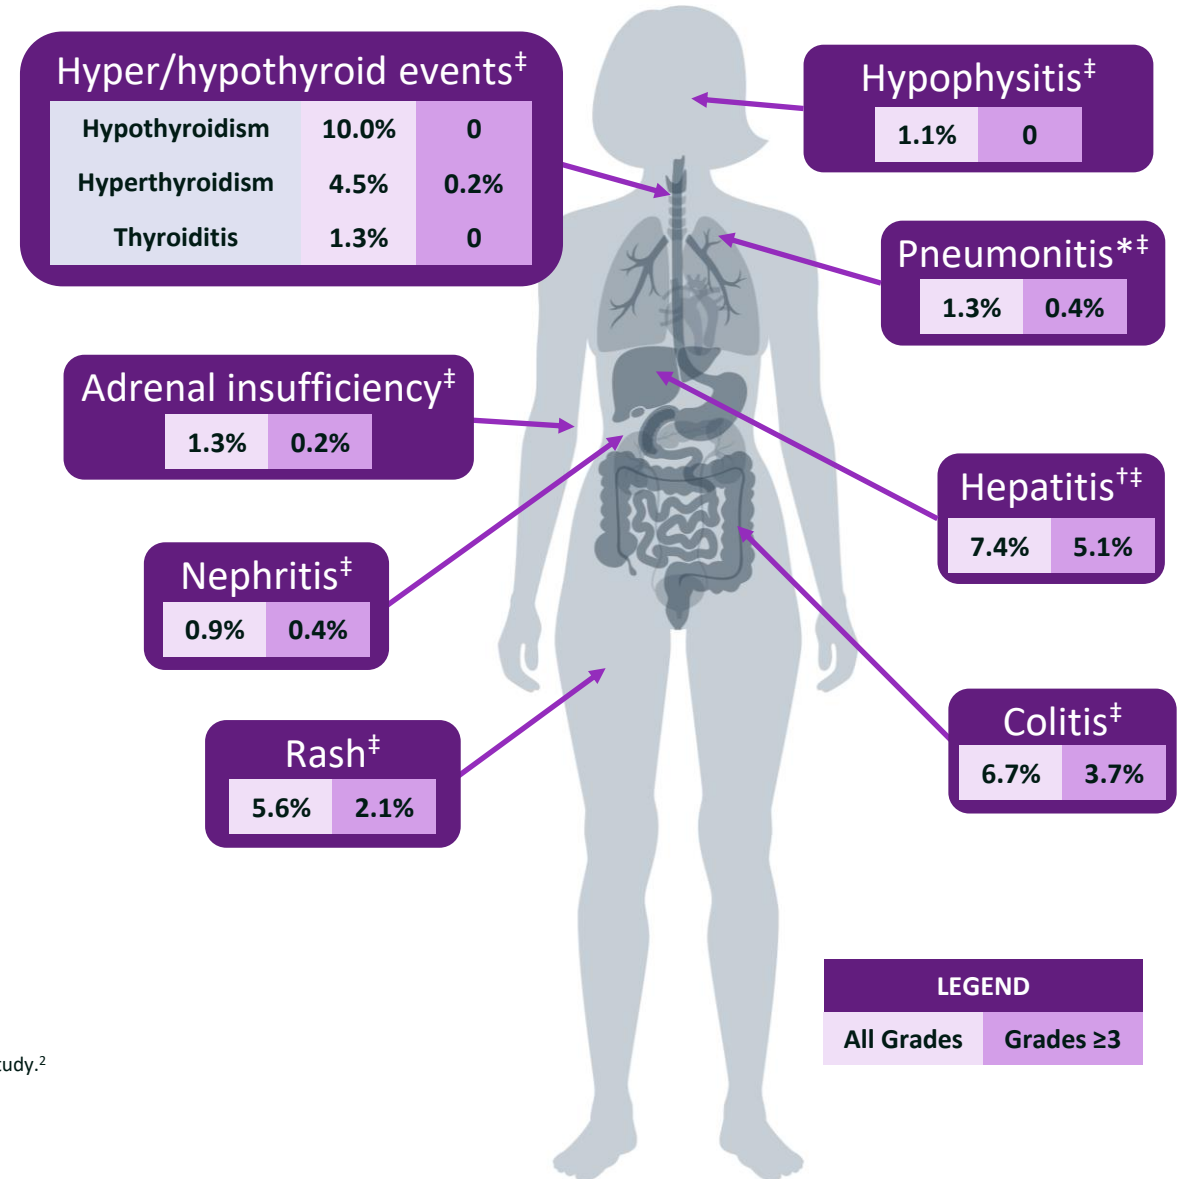 Hyper/hypothyroid events‡
Hypothyroidism 10.0% 0
Hyperthyroidism 4.5% 0.2%
Thyroiditis 1.3% 0
Hypophysitis‡
1.1% 0
Pneumonitis*‡
1.3% 0.4%
Adrenal insufficiency‡
1.3% 0.2%
Hepatitis†‡
7.4% 5.1%
Nephritis‡
0.9% 0.4%
Colitis‡
6.7% 3.7%
Rash‡
5.6% 2.1%
LEGEND
All Grades Grades ≥3
tudy.²